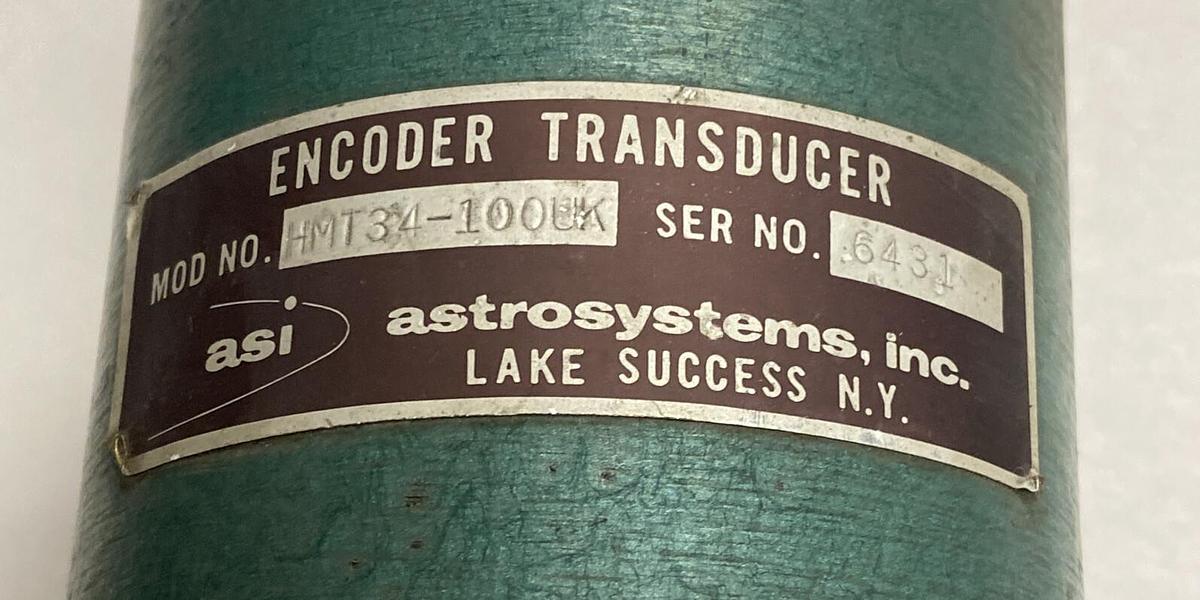 ENCODER TRANSDUCER
MOD NO. HMT34-100UK SER NO. 6431
asi astrosystems, inc.
LAKE SUCCESS N.Y.